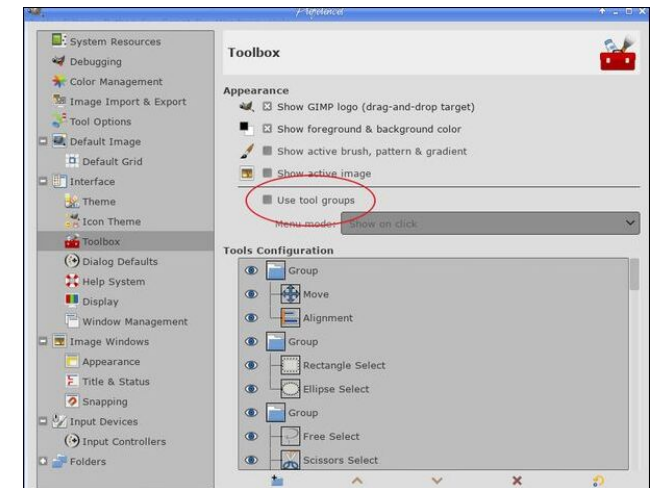 Preferences
System Resources
Debugging
Color Management
Image Import & Export
Tool Options
Default Image
Default Grid
Interface
Theme
Icon Theme
Toolbox
Dialog Defaults
Help System
Display
Window Management
Image Windows
Appearance
Title & Status
Snapping
Input Devices
Input Controllers
Folders
Toolbox
Appearance
Show GIMP logo (drag-and-drop target)
Show foreground & background color
Show active brush, pattern & gradient
Show active image
Use tool groups
Menu mode: Show on click
Tools Configuration
Group
Move
Alignment
Group
Rectangle Select
Ellipse Select
Group
Free Select
Scissors Select